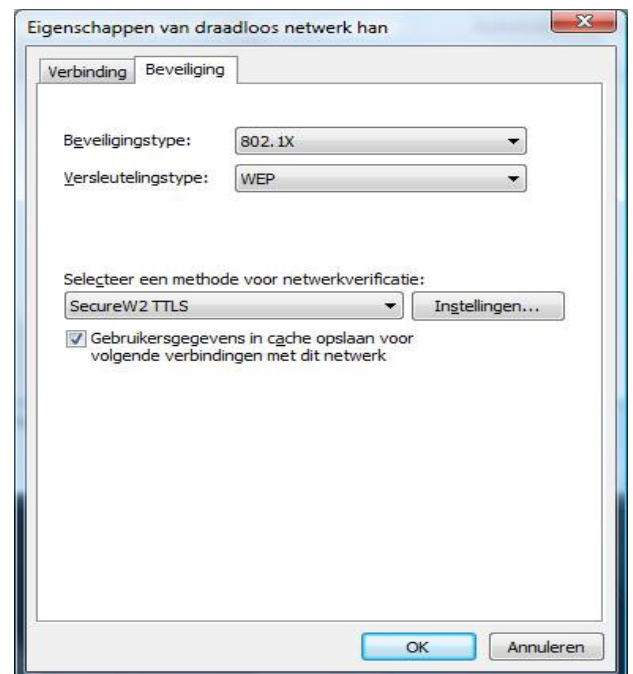 Eigenschappen van draadloos netwerk han
Verbinding Beveiliging
Beveiligingstype: 802.1X
Versleutelingstype: WEP
Selecteer een methode voor netwerkverificatie:
SecureW2 TTLS Instellingen...
Gebruikersgegevens in cache opslaan voor
volgende verbindingen met dit netwerk
OK Annuleren